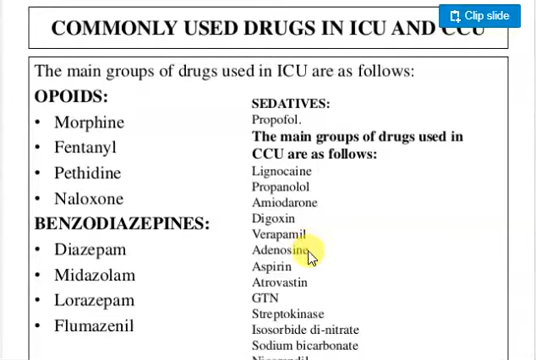 Clip slide
COMMONLY USED DRUGS IN ICU AND CCU
The main groups of drugs used in ICU are as follows:
OPOIDS:
• Morphine
• Fentanyl
• Pethidine
• Naloxone
BENZODIAZEPINES:
• Diazepam
• Midazolam
• Lorazepam
• Flumazenil
SEDATIVES:
Propofol.
The main groups of drugs used in
CCU are as follows:
Lignocaine
Propanolol
Amiodarone
Digoxin
Verapamil
Adenosine
Aspirin
Atrovastin
GTN
Streptokinase
Isosorbide di-nitrate
Sodium bicarbonate